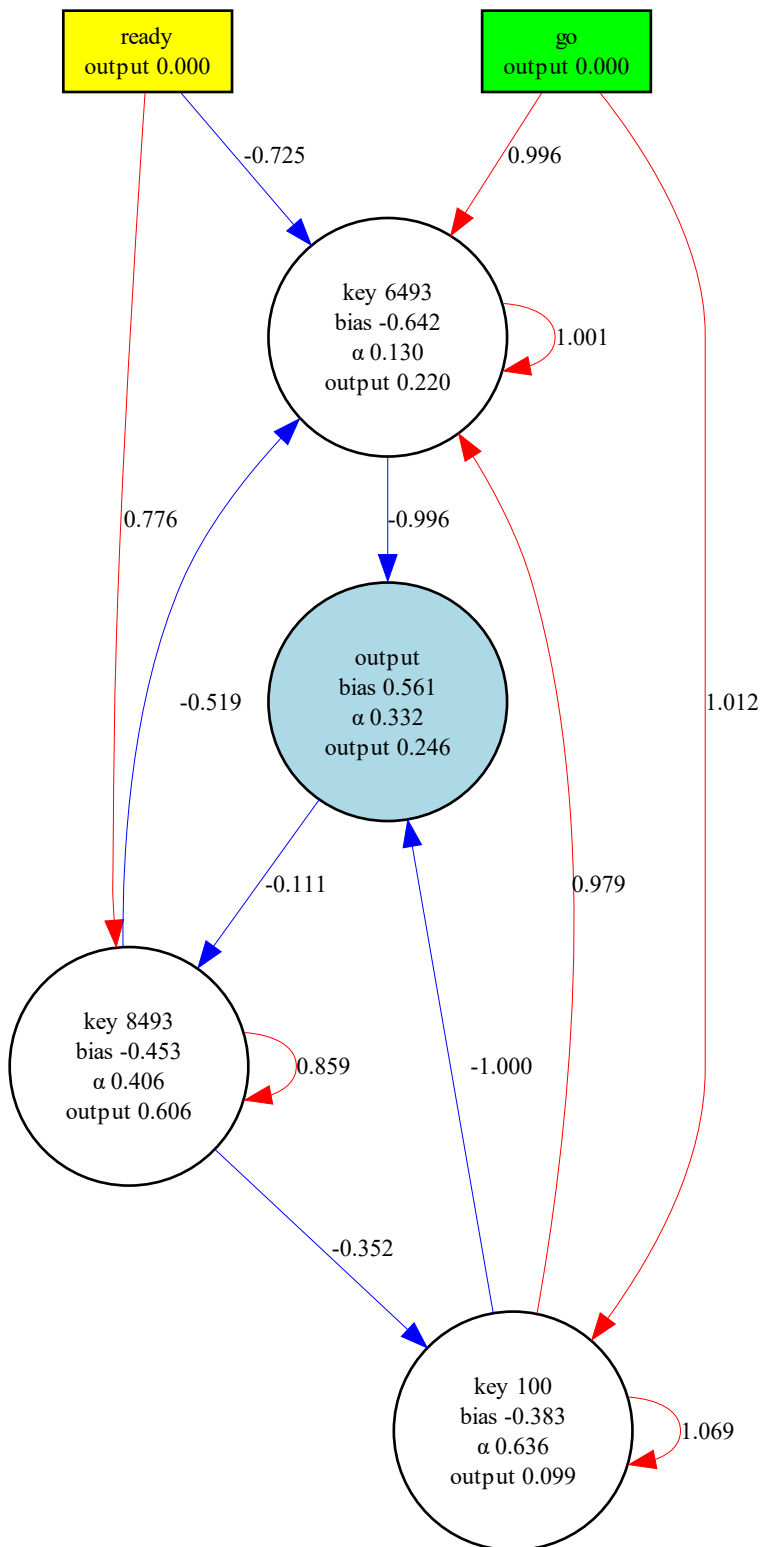 ready
output 0.000
go
output 0.000
-0.725
0.996
key 6493
bias -0.642
α 0.130
output 0.220
1.001
0.776
-0.996
-0.519
output
bias 0.561
α 0.332
output 0.246
1.012
-0.111
0.979
key 8493
bias -0.453
α 0.406
output 0.606
0.859
-1.000
-0.352
key 100
bias -0.383
α 0.636
output 0.099
1.069